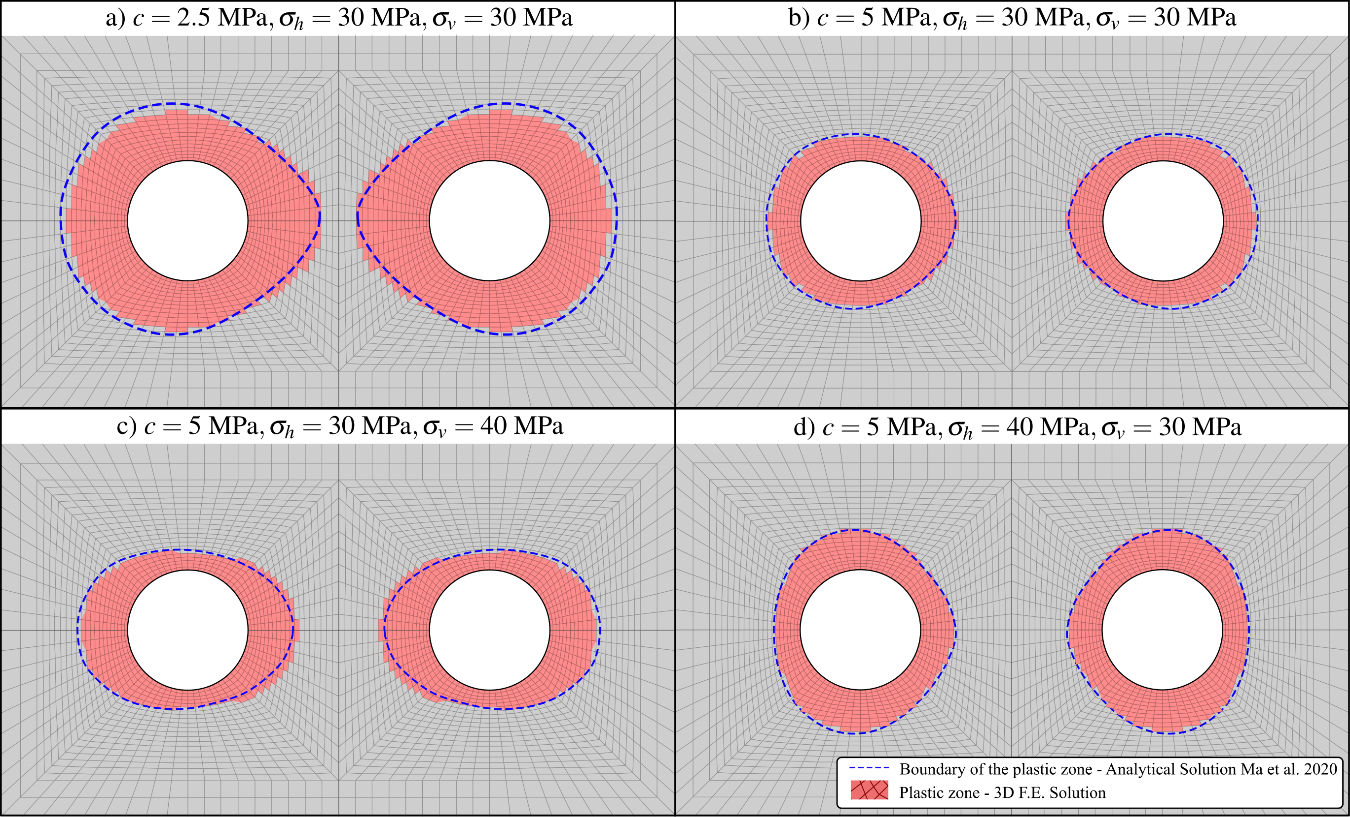 a) c = 2.5 MPa, σh = 30 MPa, σv = 30 MPa
b) c = 5 MPa, σh = 30 MPa, σv = 30 MPa
c) c = 5 MPa, σh = 30 MPa, σv = 40 MPa
d) c = 5 MPa, σh = 40 MPa, σv = 30 MPa
Boundary of the plastic zone - Analytical Solution Ma et al. 2020
Plastic zone - 3D F.E. Solution